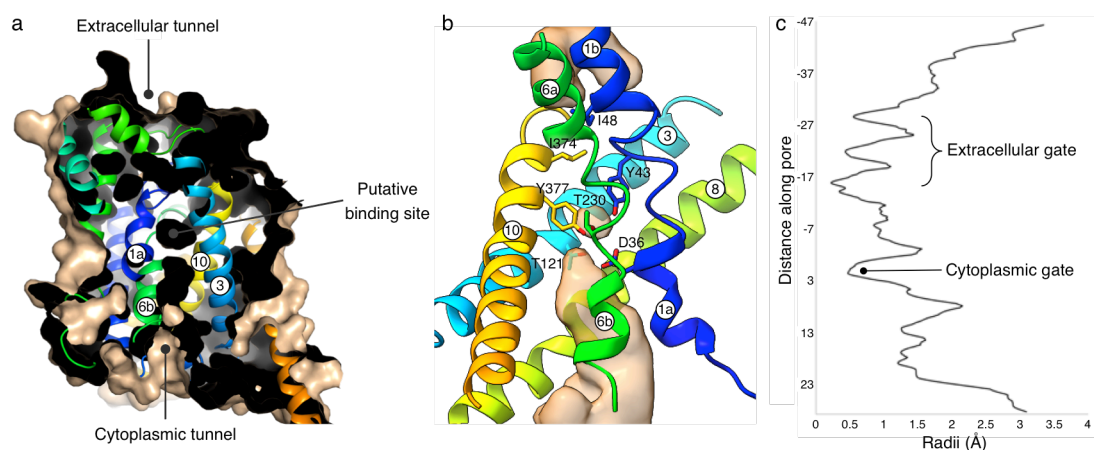 a
Extracellular tunnel
Putative
binding site
1a
10
3
6b
Cytoplasmic tunnel
b
1b
6a
I48
3
I374
Y43
8
Y377
T230
10
D36
T121
6b
1a
c
Distance along pore
-47
-37
-27
-17
-7
3
13
23
Extracellular gate
Cytoplasmic gate
0 0.5 1 1.5 2 2.5 3 3.5 4
Radii (Å)